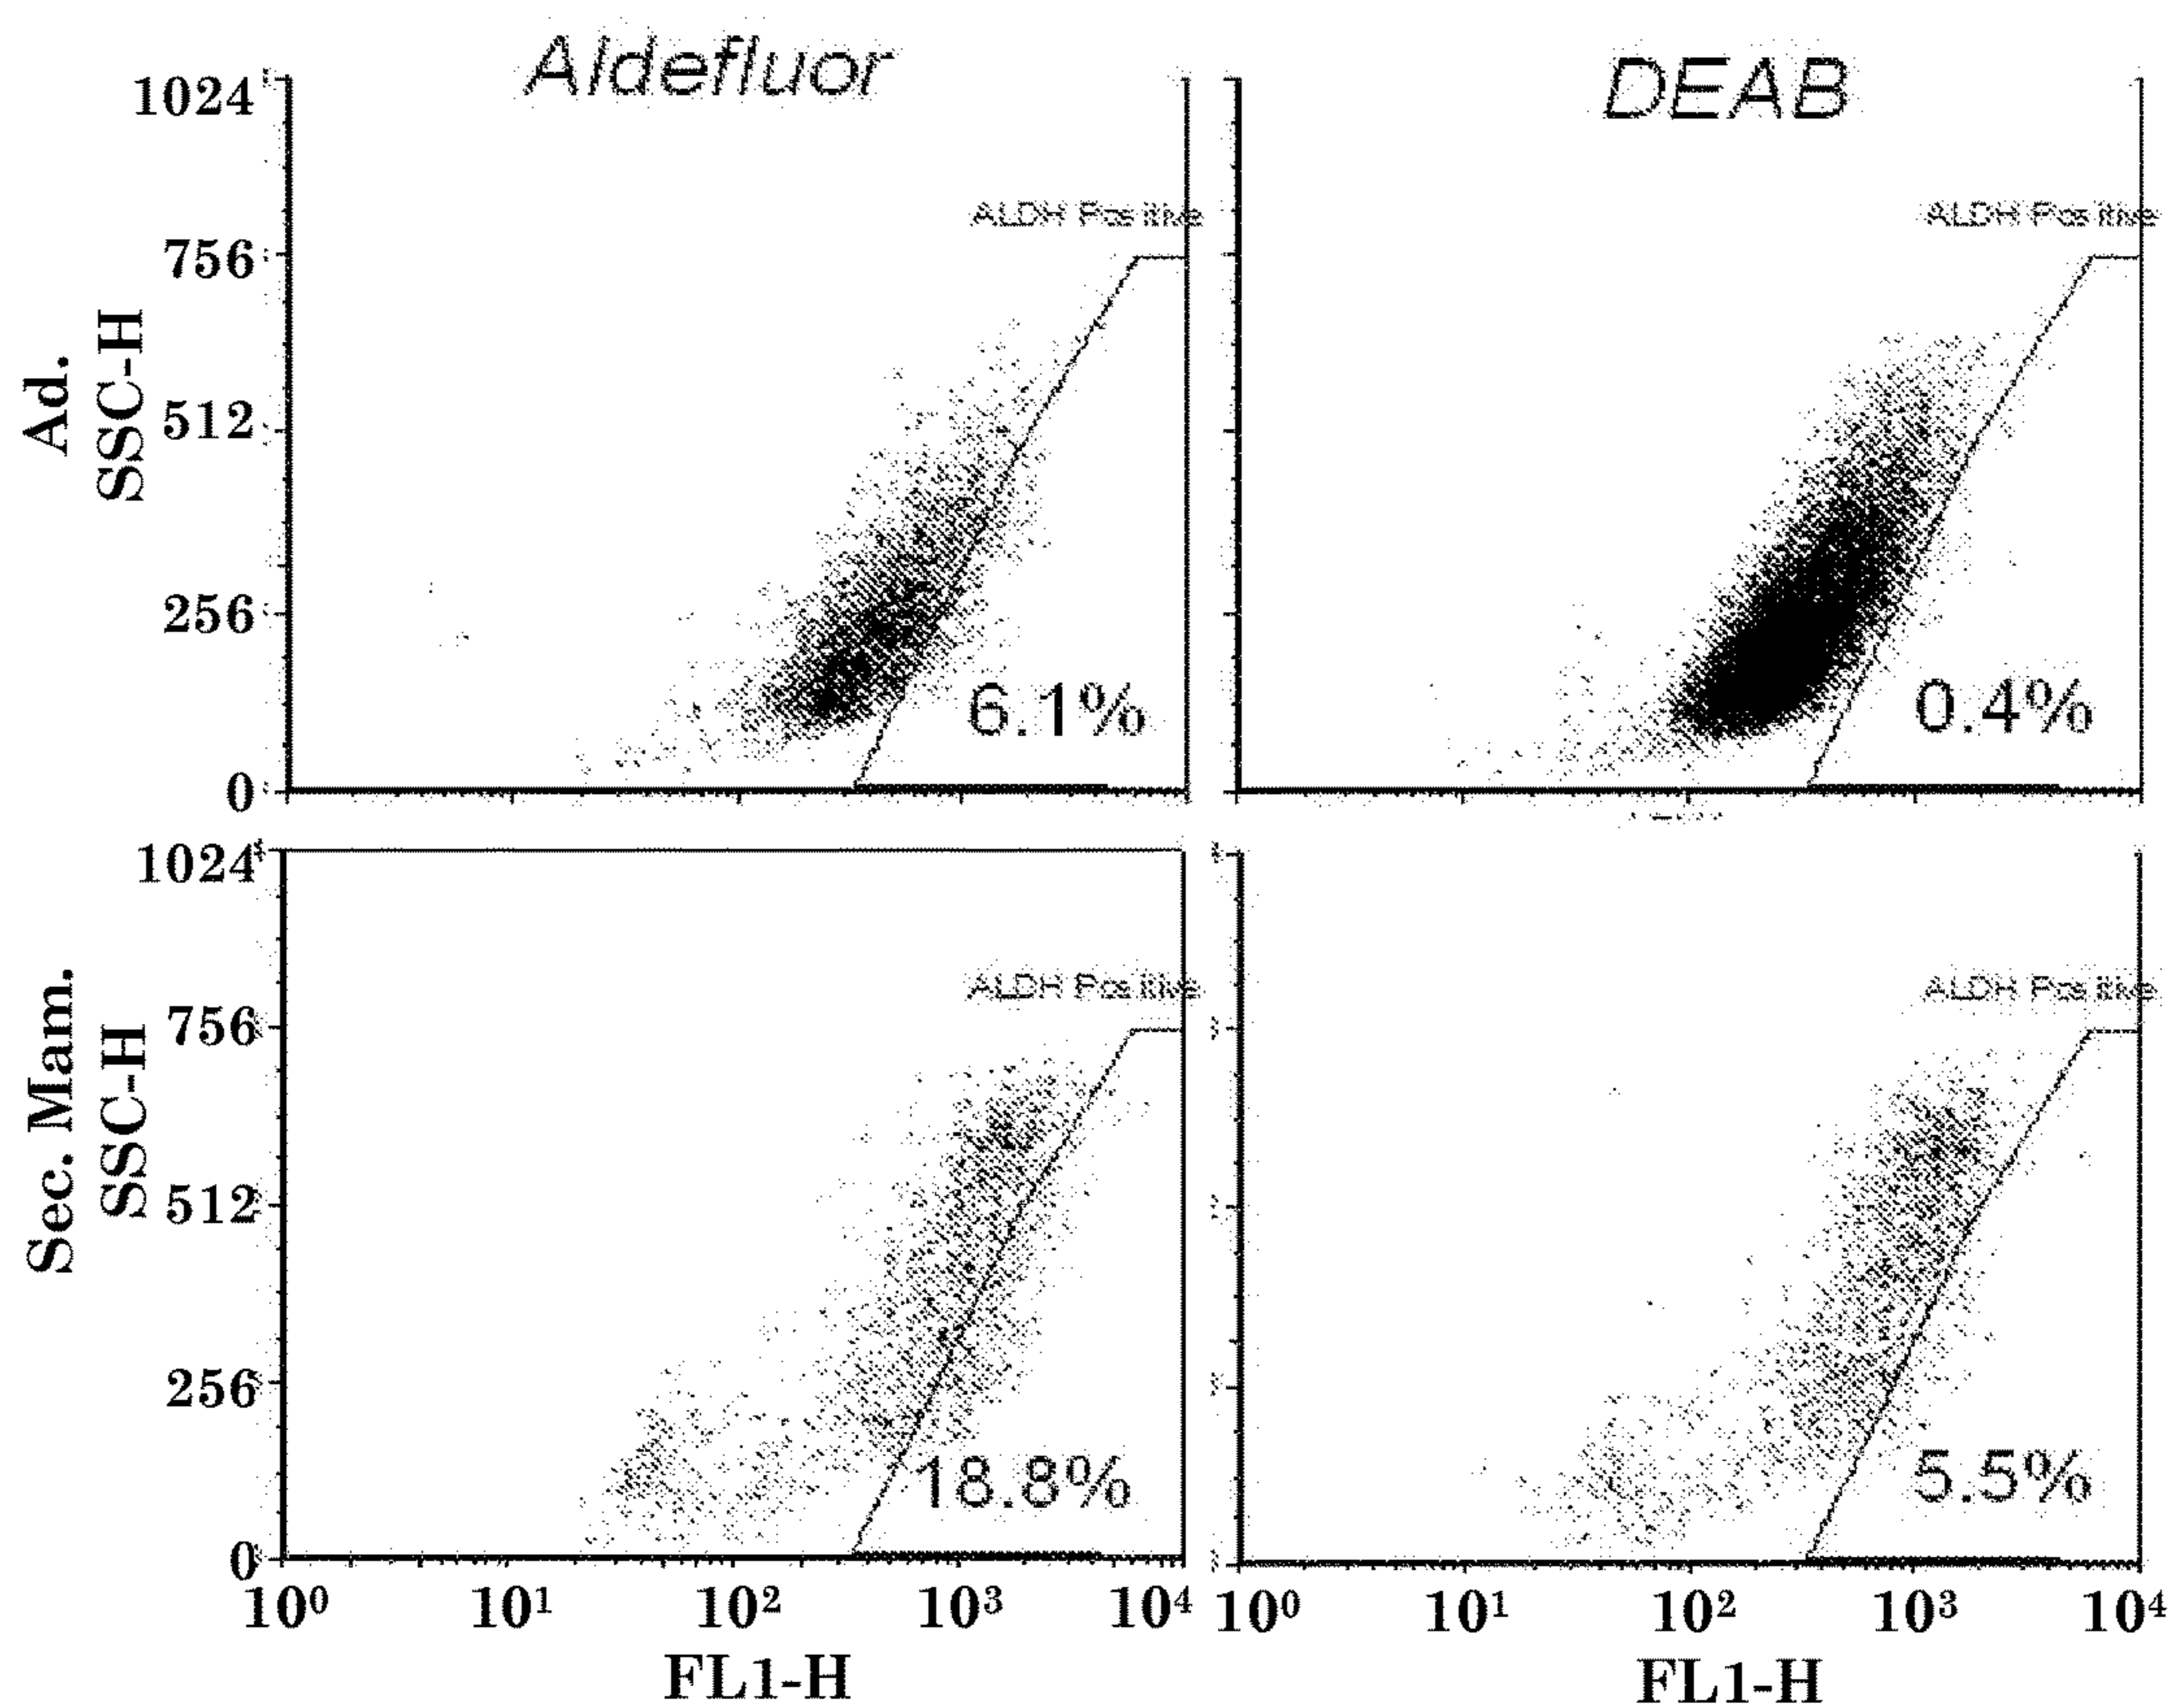 Aldefluor
DEAB
Ad.
SSC-H
1024
756
512
256
0
ALDH Positive
6.1%
ALDH Positive
0.4%
Sec. Mam.
SSC-H
1024
756
512
256
0
ALDH Positive
18.8%
ALDH Positive
5.5%
10⁰ 10¹ 10² 10³ 10⁴
10⁰ 10¹ 10² 10³ 10⁴
FL1-H
FL1-H